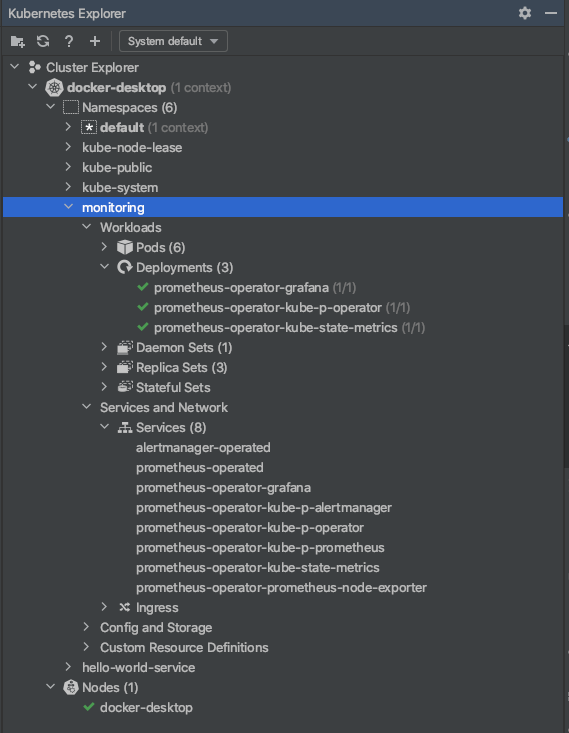 Kubernetes Explorer
System default
Cluster Explorer
docker-desktop (1 context)
Namespaces (6)
default (1 context)
kube-node-lease
kube-public
kube-system
monitoring
Workloads
Pods (6)
Deployments (3)
prometheus-operator-grafana (1/1)
prometheus-operator-kube-p-operator (1/1)
prometheus-operator-kube-state-metrics (1/1)
Daemon Sets (1)
Replica Sets (3)
Stateful Sets
Services and Network
Services (8)
alertmanager-operated
prometheus-operated
prometheus-operator-grafana
prometheus-operator-kube-p-alertmanager
prometheus-operator-kube-p-operator
prometheus-operator-kube-p-prometheus
prometheus-operator-kube-state-metrics
prometheus-operator-prometheus-node-exporter
Ingress
Config and Storage
Custom Resource Definitions
hello-world-service
Nodes (1)
docker-desktop